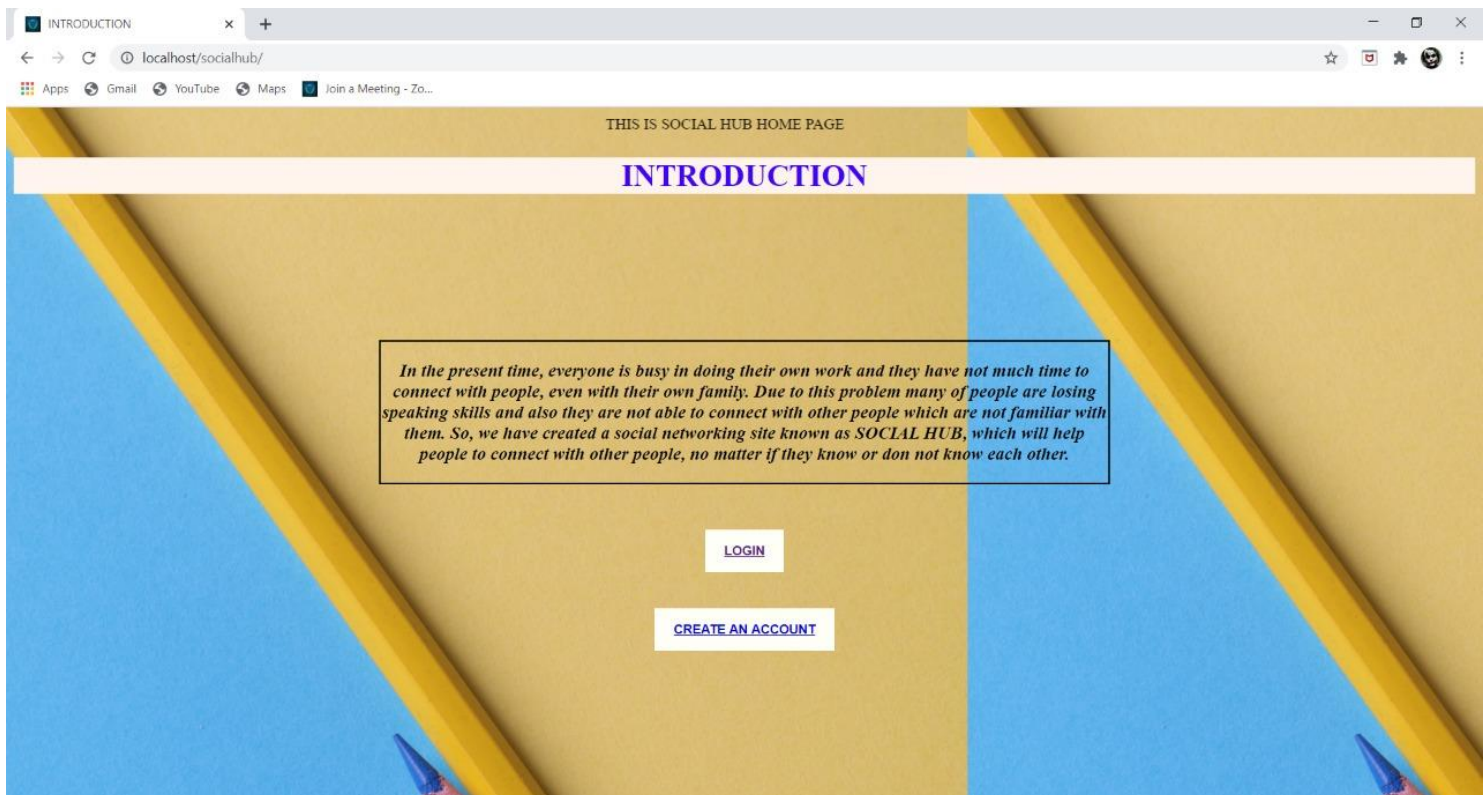 INTRODUCTION
localhost/socialhub/
Apps Gmail YouTube Maps Join a Meeting - Zo...
THIS IS SOCIAL HUB HOME PAGE
INTRODUCTION
In the present time, everyone is busy in doing their own work and they have not much time to
connect with people, even with their own family. Due to this problem many of people are losing
speaking skills and also they are not able to connect with other people which are not familiar with
them. So, we have created a social networking site known as SOCIAL HUB, which will help
people to connect with other people, no matter if they know or don not know each other.
LOGIN
CREATE AN ACCOUNT